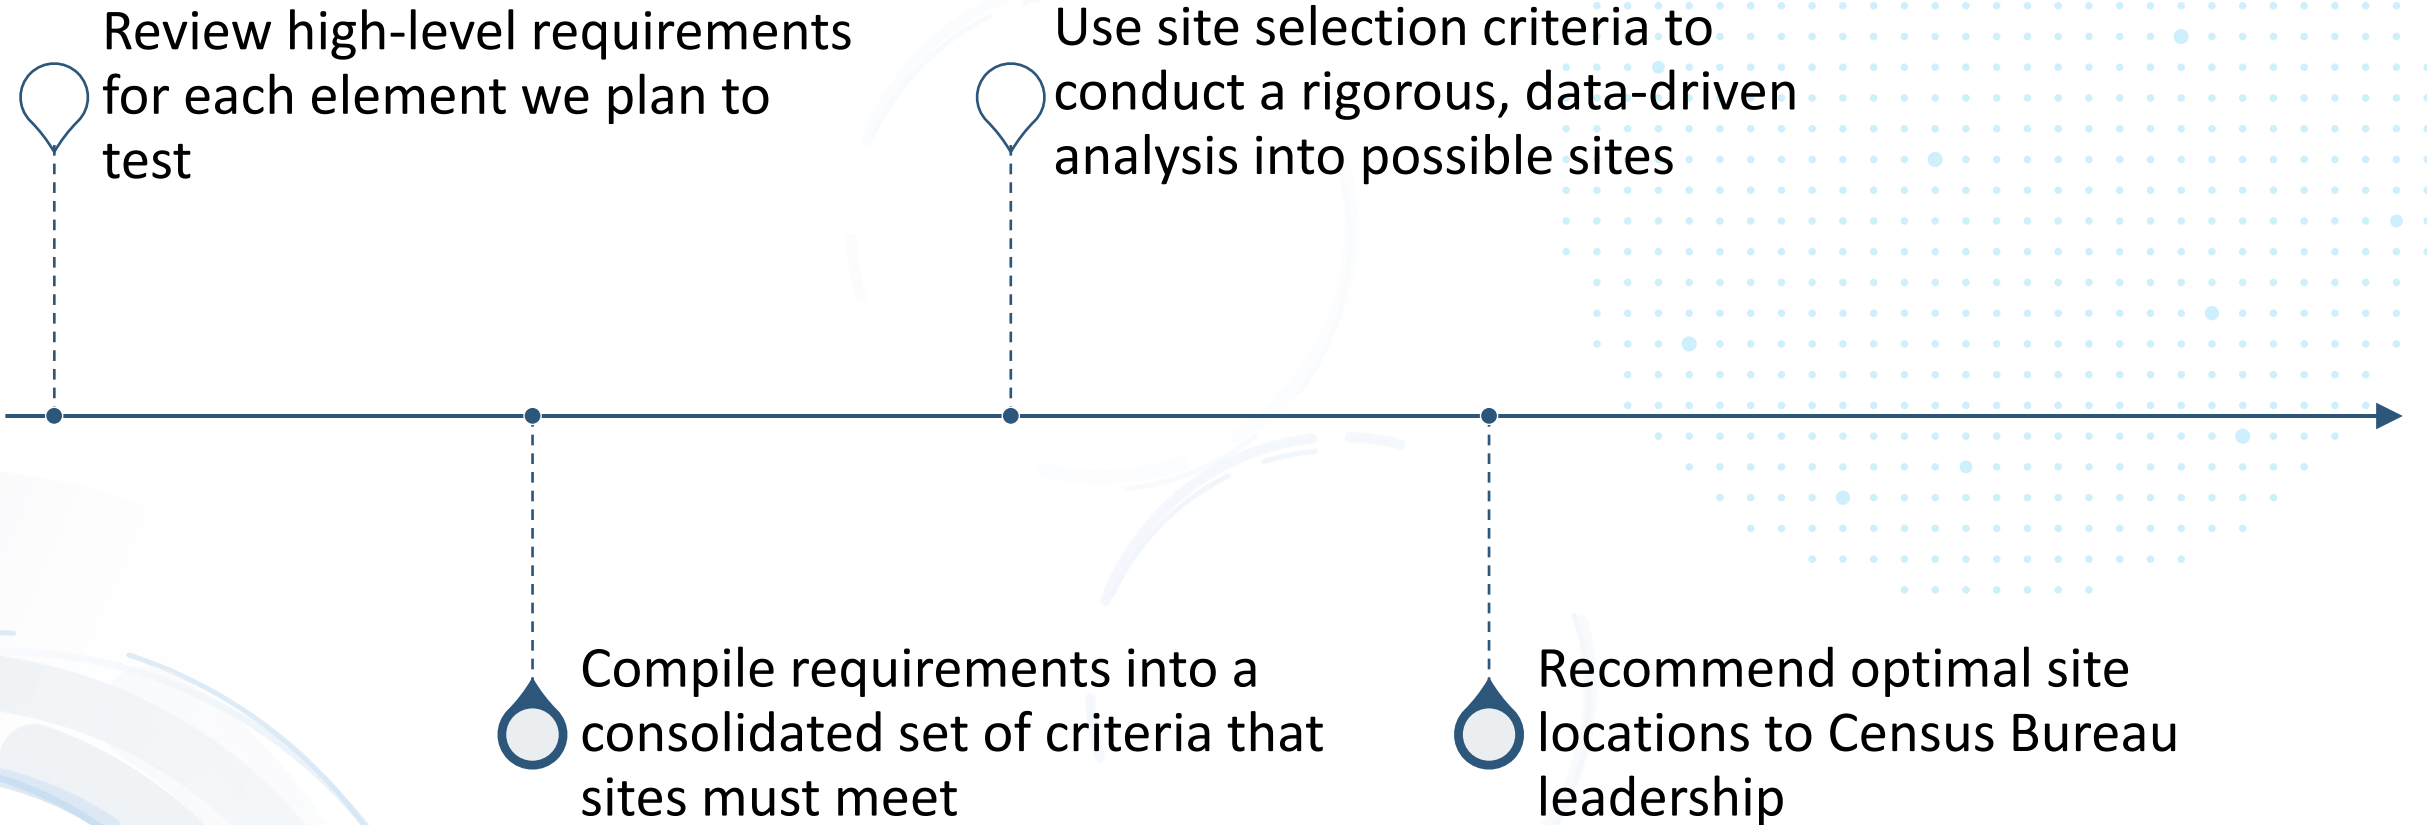 Review high-level requirements
for each element we plan to
test
Use site selection criteria to
conduct a rigorous, data-driven
analysis into possible sites
Compile requirements into a
consolidated set of criteria that
sites must meet
Recommend optimal site
locations to Census Bureau
leadership